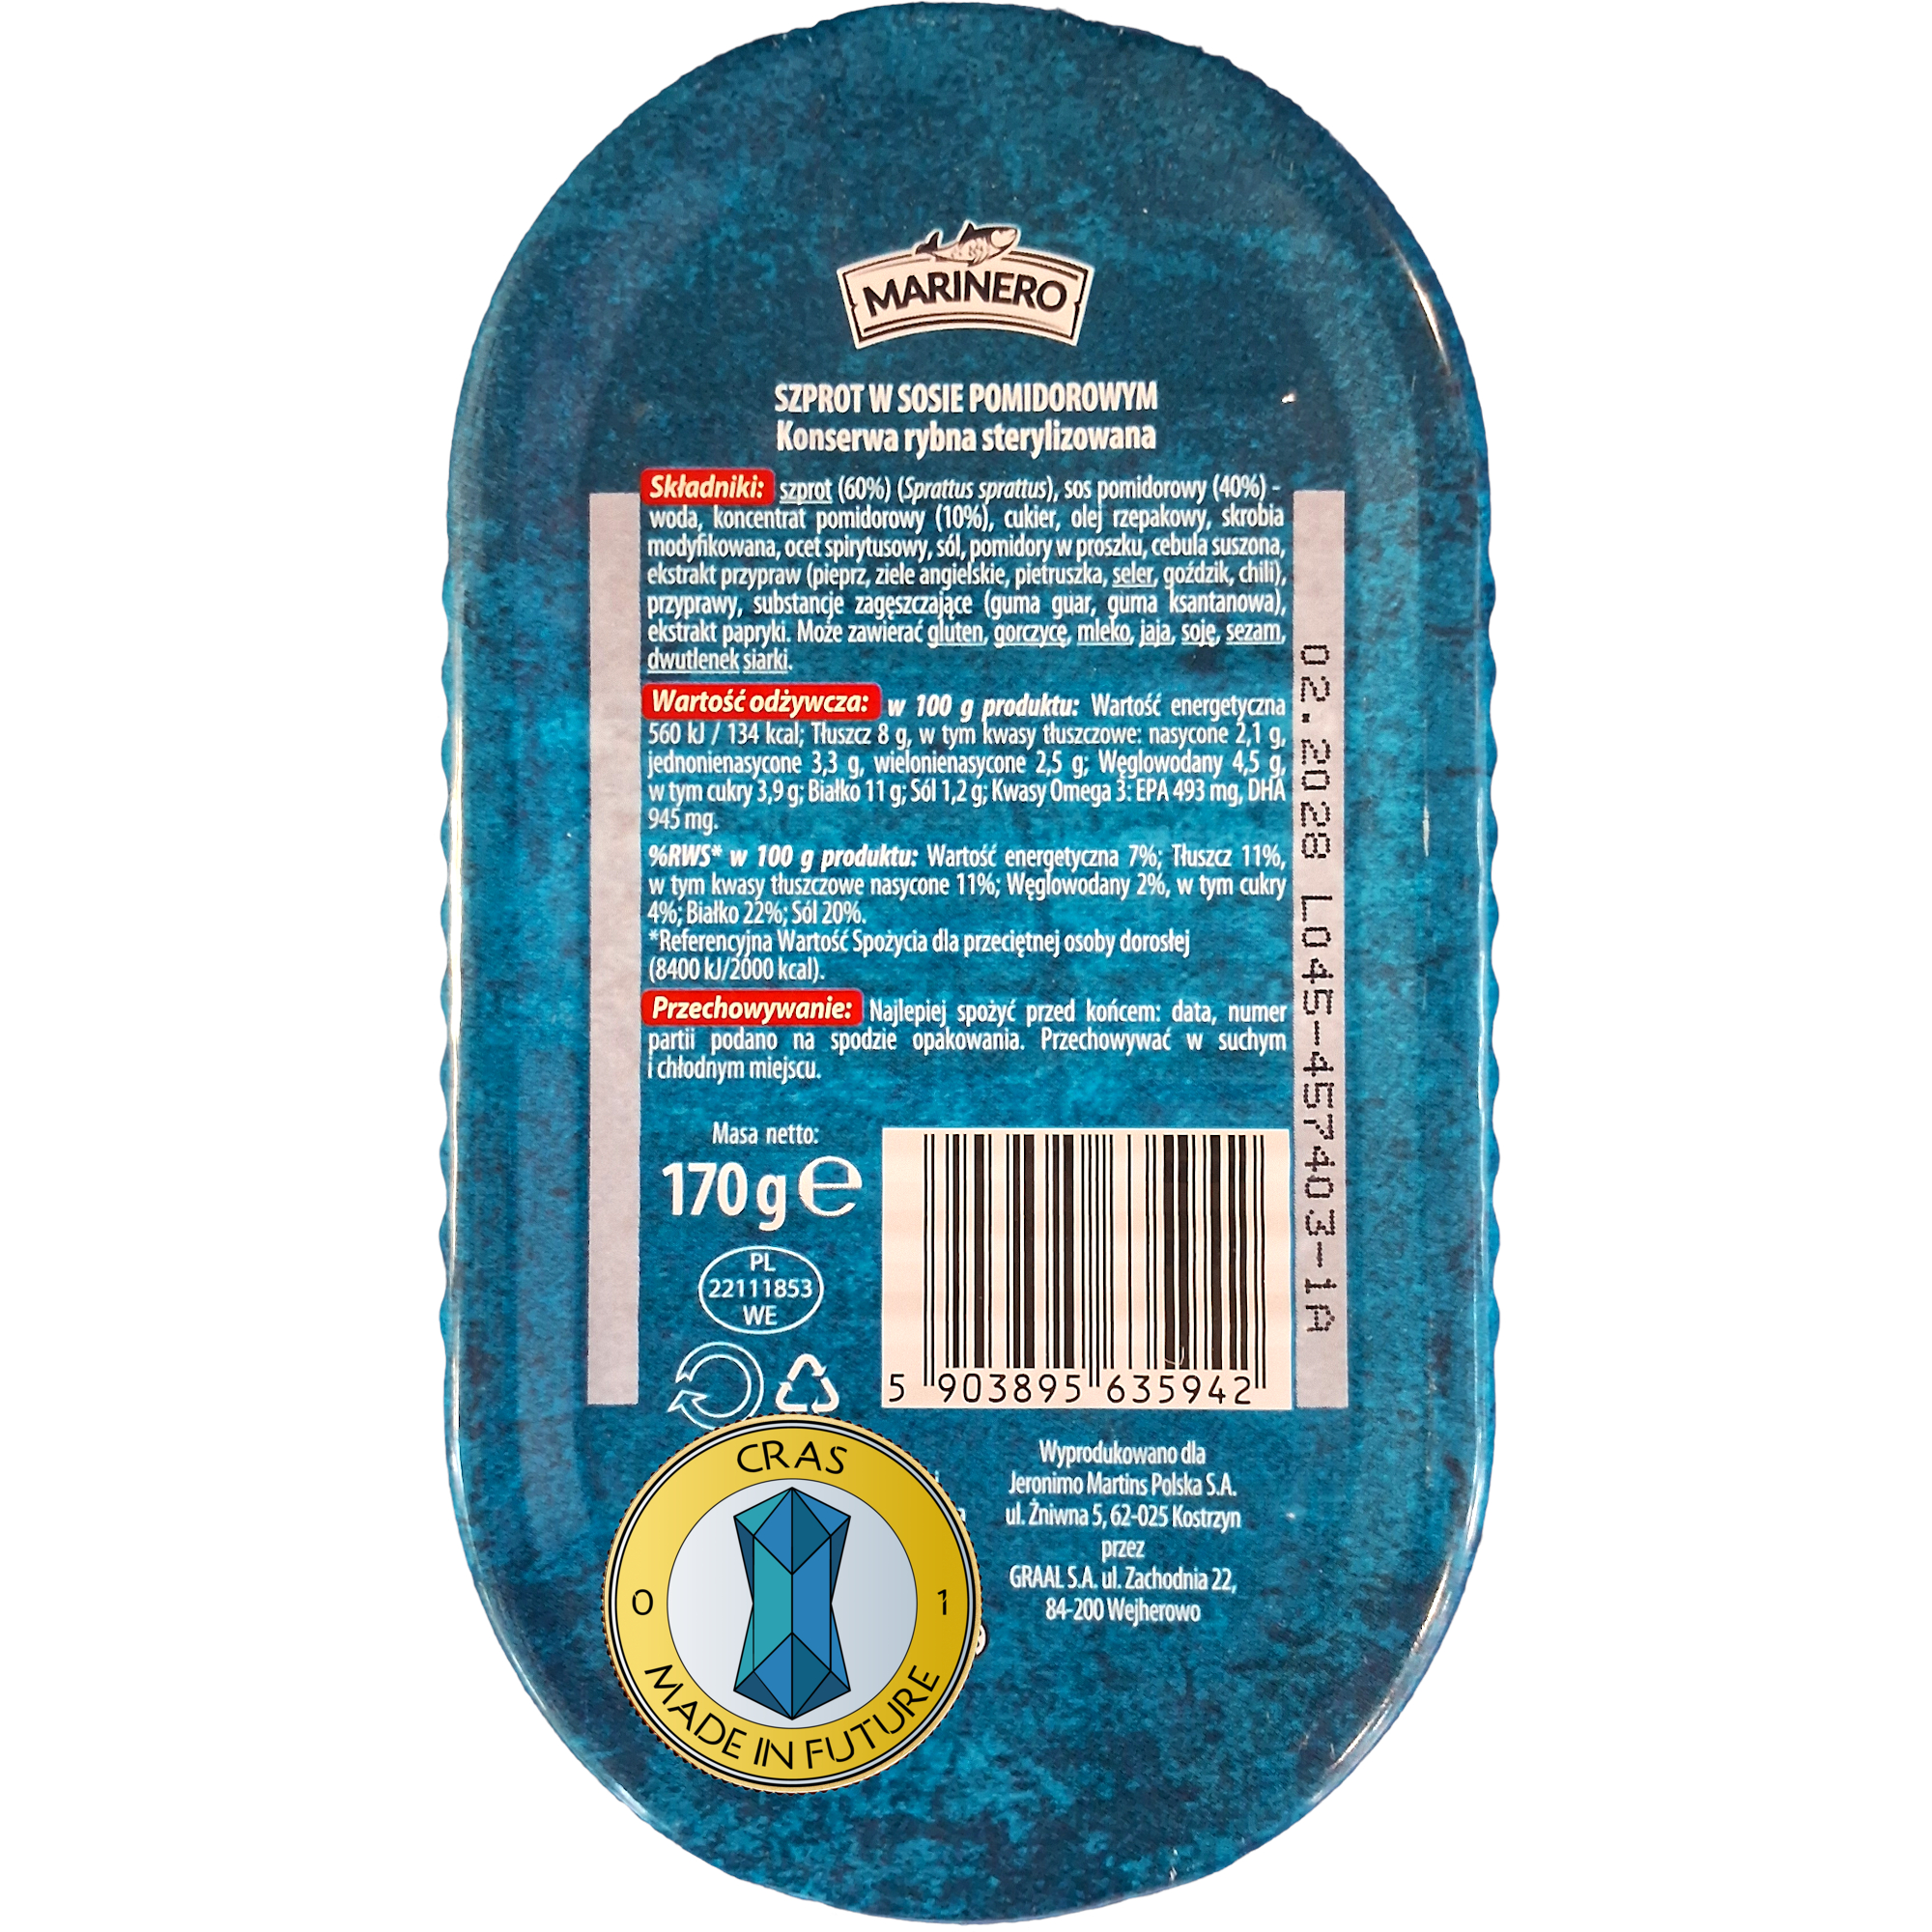 MARINERO
SZPROT W SOSIE POMIDOROWYM
Konserwa rybna sterylizowana
Składniki: szprot (60%) (Sprattus sprattus), sos pomidorowy (40%) -
woda, koncentrat pomidorowy (10%), cukier, olej rzepakowy, skrobia
modyfikowana, ocet spirytusowy, sól, pomidory w proszku, cebula suszona,
ekstrakt przypraw (pieprz, ziele angielskie, pietruszka, seler, goździk, chili),
przyprawy, substancje zagęszczające (guma guar, guma ksantanowa),
ekstrakt papryki. Może zawierać gluten, gorczycę, mleko, jaja, soję, sezam,
dwutlenek siarki.
Wartość odżywcza: w 100 g produktu: Wartość energetyczna
560 kJ / 134 kcal; Tłuszcz 8 g, w tym kwasy tłuszczowe: nasycone 2,1 g,
jednonienasycone 3,3 g, wielonienasycone 2,5 g; Węglowodany 4,5 g,
w tym cukry 3,9 g; Białko 11 g; Sól 1,2 g; Kwasy Omega 3: EPA 493 mg, DHA
945 mg.
%RWS* w 100 g produktu: Wartość energetyczna 7%; Tłuszcz 11%,
w tym kwasy tłuszczowe nasycone 11%; Węglowodany 2%, w tym cukry
4%; Białko 22%; Sól 20%.
*Referencyjna Wartość Spożycia dla przeciętnej osoby dorosłej
(8400 kJ/2000 kcal).
Przechowywanie: Najlepiej spożyć przed końcem: data, numer
partii podano na spodzie opakowania. Przechowywać w suchym
i chłodnym miejscu.
02.2028 L045-457403-1A
Masa netto:
170 g e
PL
22111853
WE
5 903895 635942
Wyprodukowano dla
Jeronimo Martins Polska S.A.
ul. Żniwna 5, 62-025 Kostrzyn
przez
GRAAL S.A. ul. Zachodnia 22,
84-200 Wejherowo
CRAS
0 1
MADE IN FUTURE